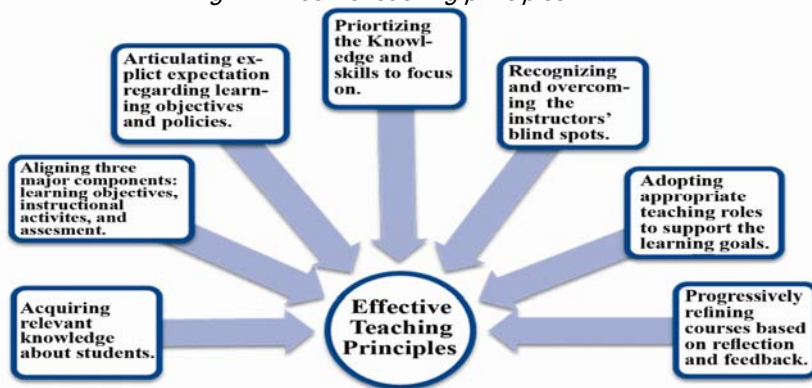 Prioritizing
the Knowl-
edge and
skills to focus
on.
Articulating ex-
plict expectation
regarding learn-
ing objectives
and policies.
Recognizing
and overcom-
ing the
instructors'
blind spots.
Aligning three
major components:
learning objectives,
instructional
activites, and
assesment.
Adopting
appropriate
teaching roles
to support the
learning goals.
Acquiring
relevant
knowledge
about students.
Effective
Teaching
Principles
Progressively
refining
courses based
on reflection
and feedback.